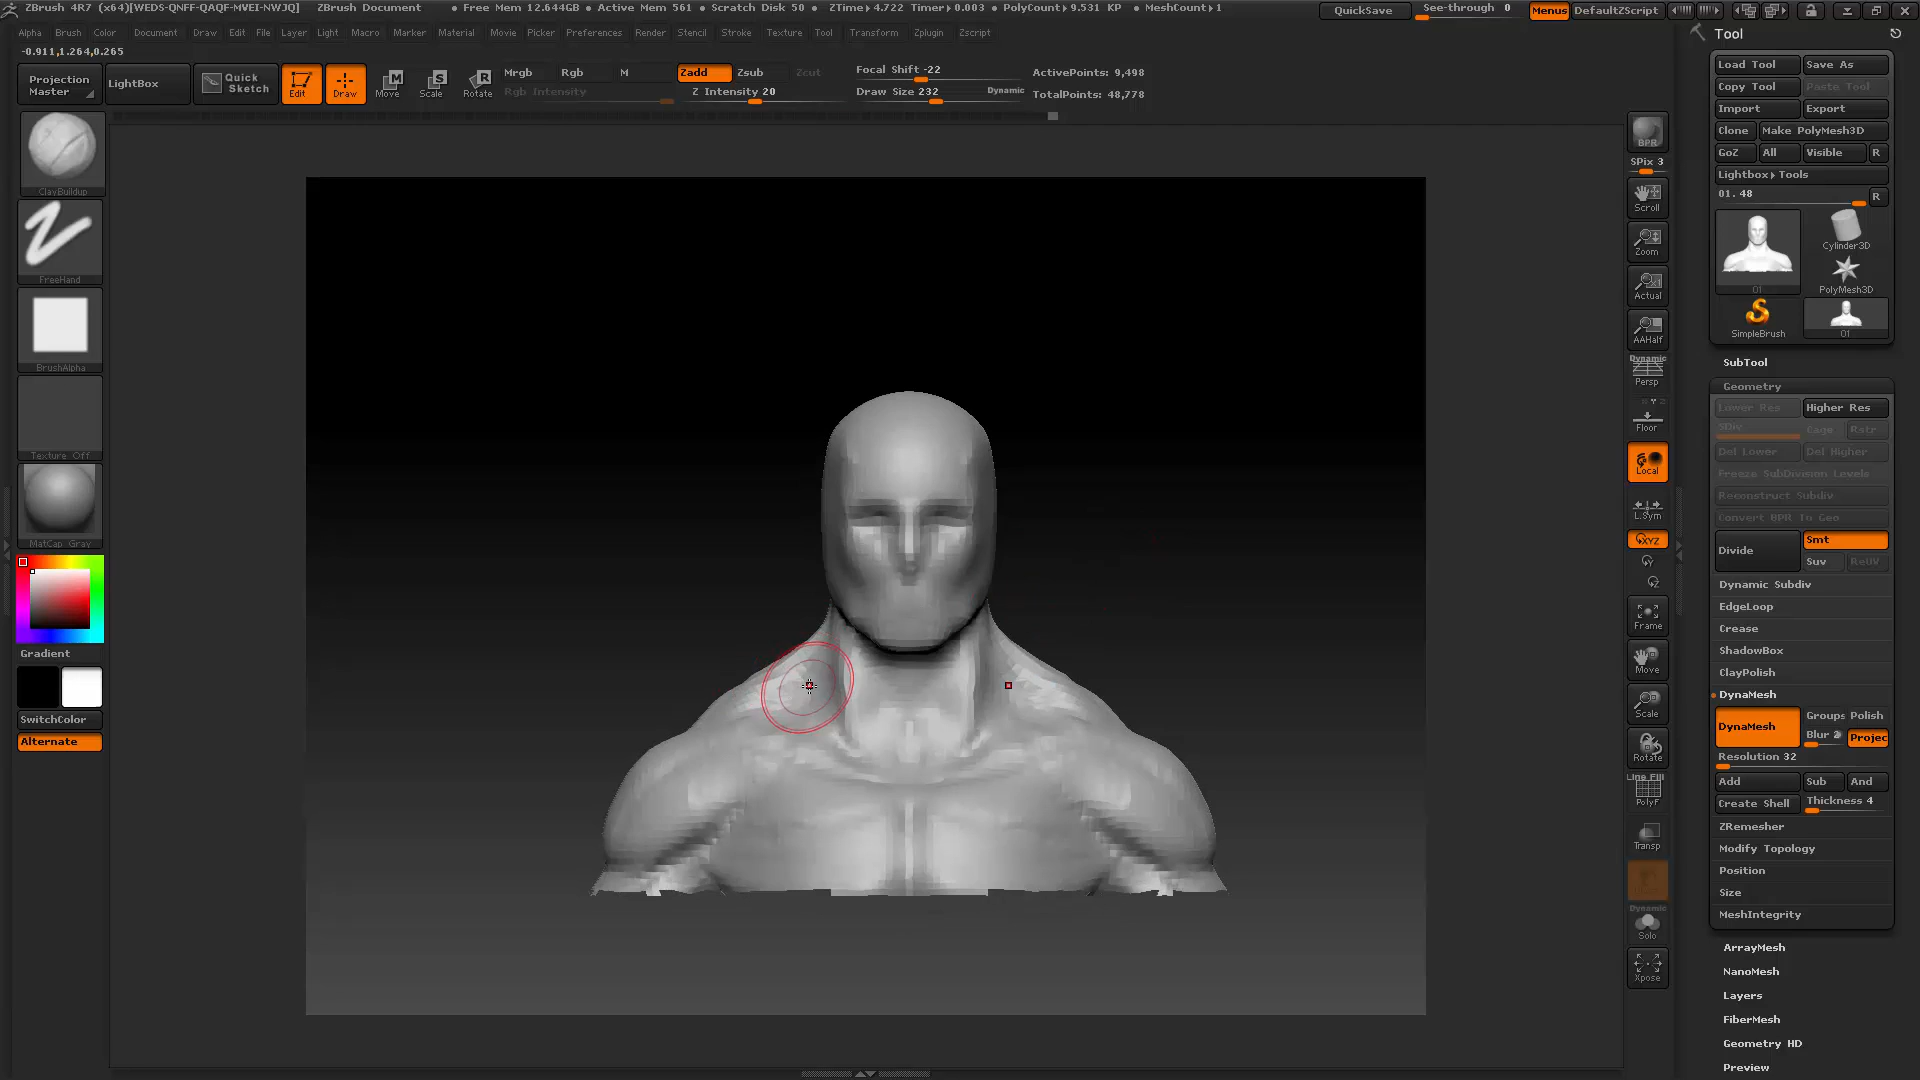 ZBrush 4R7 (x64)[WEDS-QNFF-QAQF-MVEI-NWJQ] ZBrush Document • Free Mem 12.644GB • Active Mem 561 • Scratch Disk 50 • ZTime▸4.722 Timer▸0.003 • PolyCount▸9.531 KP • MeshCount▸1 QuickSave See-through 0 Menus DefaultZScript
Alpha Brush Color Document Draw Edit File Layer Light Macro Marker Material Movie Picker Preferences Render Stencil Stroke Texture Tool Transform Zplugin Zscript
-0.911,1.264,0.265
Projection Master
LightBox
Quick Sketch
Edit
Draw
Move
Scale
Rotate
Mrgb Rgb M
Rgb Intensity
Zadd Zsub Zcut
Z Intensity 20
Focal Shift -22
Draw Size 232 Dynamic
ActivePoints: 9,498
TotalPoints: 48,778
ClayBuildup
FreeHand
BrushAlpha
Texture Off
MatCap Gray
Gradient
SwitchColor
Alternate
BPR
SPix 3
Scroll
Zoom
Actual
AAHalf
Dynamic
Persp
Floor
Local
L.Sym
XYZ
Frame
Move
Scale
Rotate
Line Fill
PolyF
Transp
Dynamic
Solo
Xpose
Tool
Load Tool Save As
Copy Tool Paste Tool
Import Export
Clone Make PolyMesh3D
GoZ All Visible R
Lightbox▸Tools
01. 48 R
Cylinder3D
01 PolyMesh3D
SimpleBrush 01
SubTool
Geometry
Lower Res Higher Res
SDiv Cage Rstr
Del Lower Del Higher
Freeze SubDivision Levels
Reconstruct Subdiv
Convert BPR To Geo
Divide Smt
Suv ReUV
Dynamic Subdiv
EdgeLoop
Crease
ShadowBox
ClayPolish
DynaMesh
DynaMesh Groups Polish
Blur 2 Projec
Resolution 32
Add Sub And
Create Shell Thickness 4
ZRemesher
Modify Topology
Position
Size
MeshIntegrity
ArrayMesh
NanoMesh
Layers
FiberMesh
Geometry HD
Preview